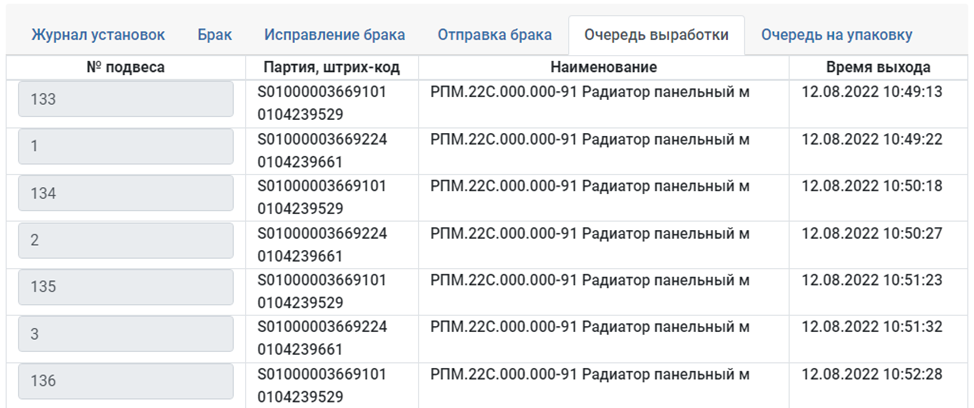 Журнал установок Брак Исправление брака Отправка брака Очередь выработки Очередь на упаковку
№ подвеса Партия, штрих-код Наименование Время выхода
133 S01000003669101 РПМ.22С.000.000-91 Радиатор панельный м 12.08.2022 10:49:13
0104239529
1 S01000003669224 РПМ.22С.000.000-91 Радиатор панельный м 12.08.2022 10:49:22
0104239661
134 S01000003669101 РПМ.22С.000.000-91 Радиатор панельный м 12.08.2022 10:50:18
0104239529
2 S01000003669224 РПМ.22С.000.000-91 Радиатор панельный м 12.08.2022 10:50:27
0104239661
135 S01000003669101 РПМ.22С.000.000-91 Радиатор панельный м 12.08.2022 10:51:23
0104239529
3 S01000003669224 РПМ.22С.000.000-91 Радиатор панельный м 12.08.2022 10:51:32
0104239661
136 S01000003669101 РПМ.22С.000.000-91 Радиатор панельный м 12.08.2022 10:52:28
0104239529